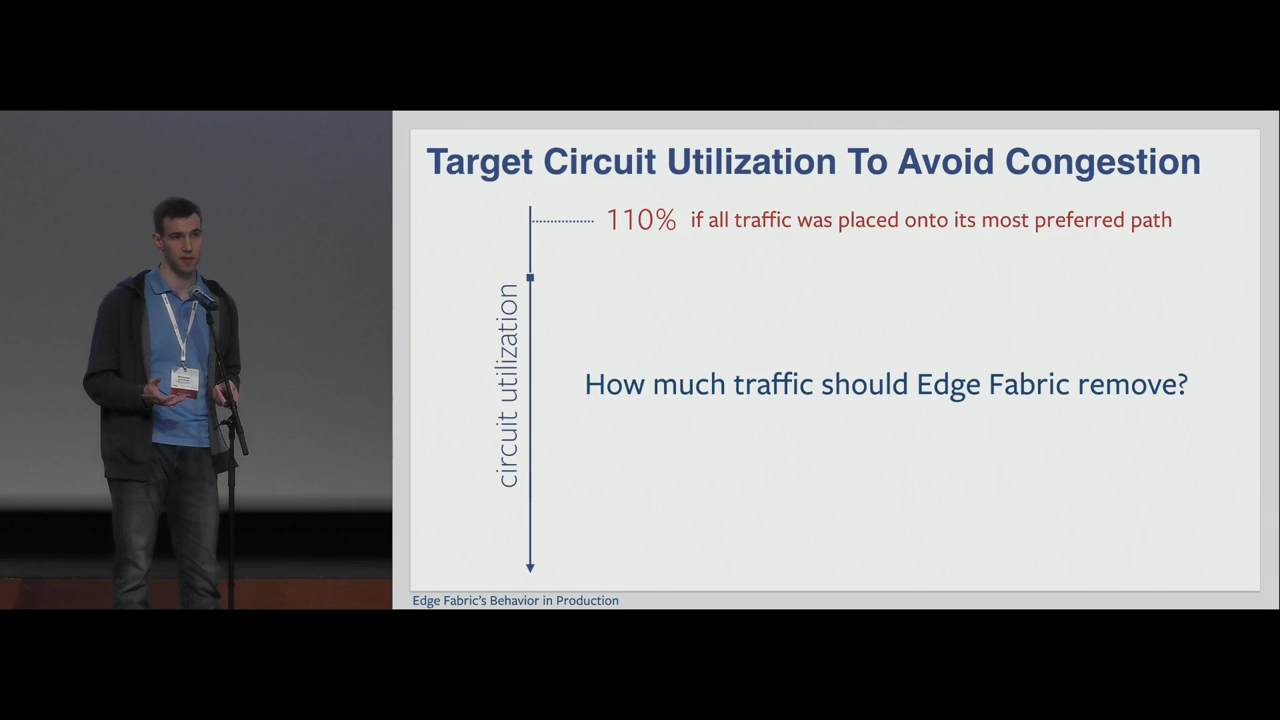 Target Circuit Utilization To Avoid Congestion
110% if all traffic was placed onto its most preferred path
circuit utilization
How much traffic should Edge Fabric remove?
Edge Fabric's Behavior in Production